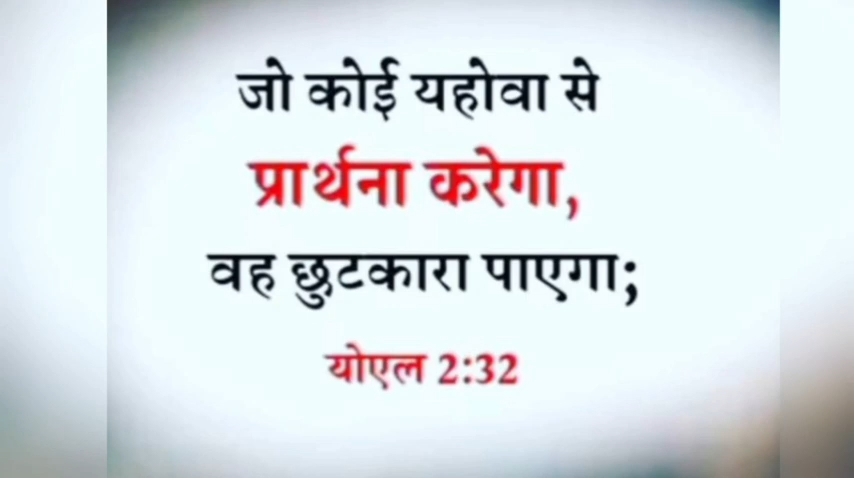 जो कोई यहोवा से
प्रार्थना करेगा,
वह छुटकारा पाएगा;
योएल 2:32